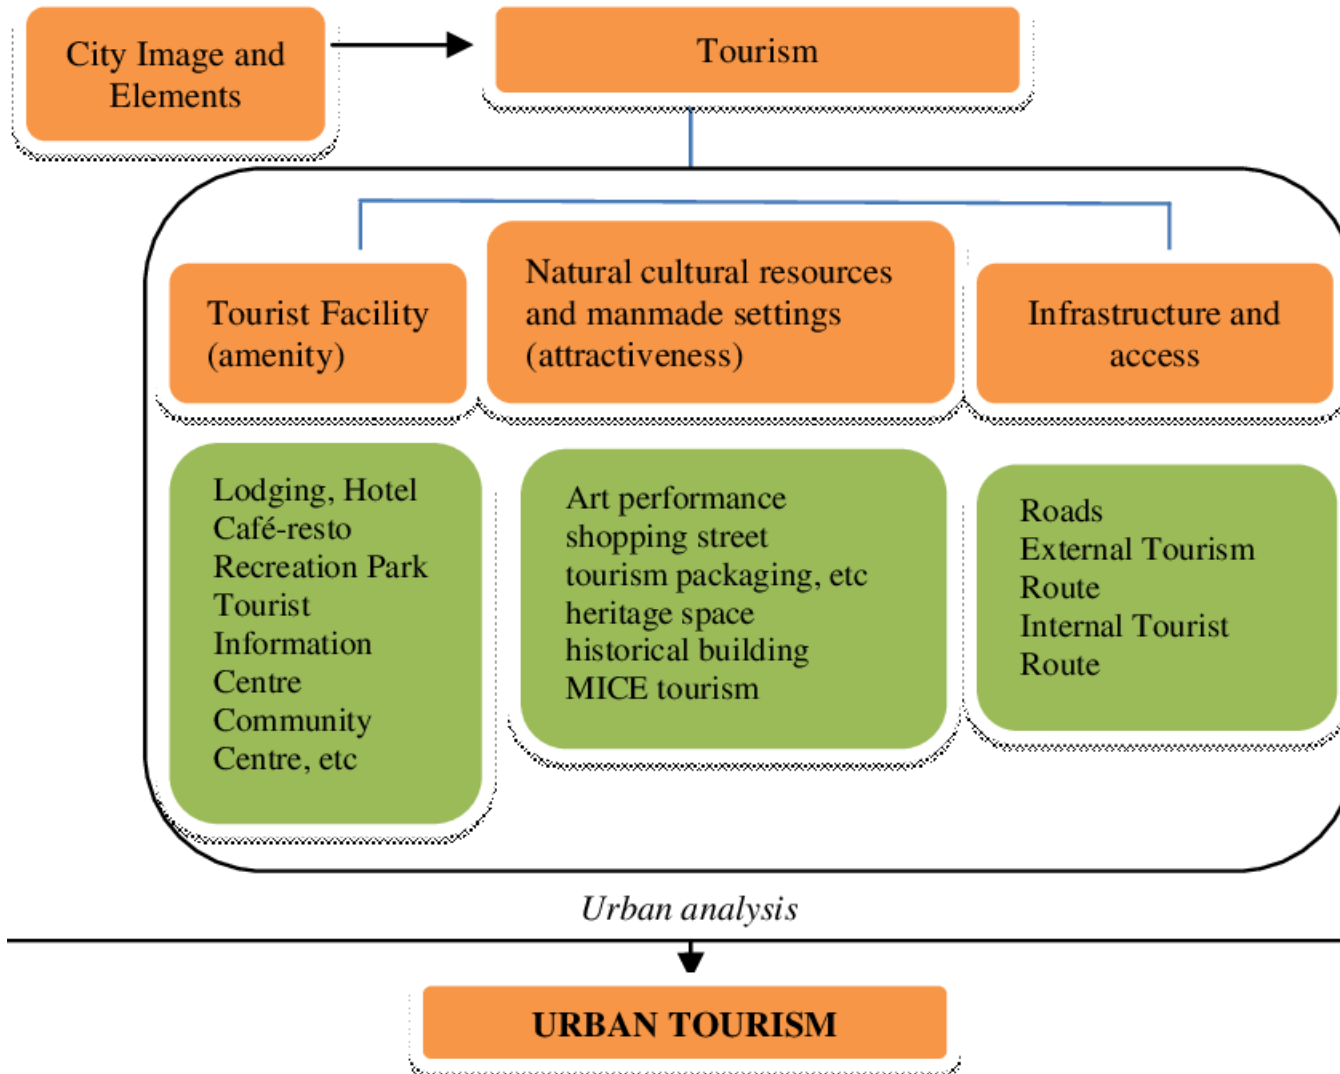 City Image and
Elements
Tourism
Tourist Facility
(amenity)
Natural cultural resources
and manmade settings
(attractiveness)
Infrastructure and
access
Lodging, Hotel
Café-resto
Recreation Park
Tourist
Information
Centre
Community
Centre, etc
Art performance
shopping street
tourism packaging, etc
heritage space
historical building
MICE tourism
Roads
External Tourism
Route
Internal Tourist
Route
Urban analysis
URBAN TOURISM